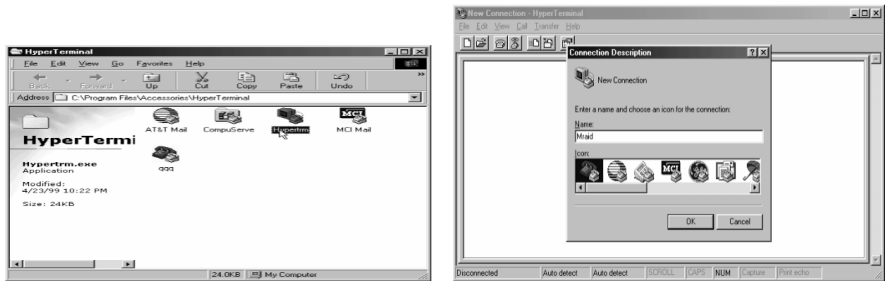 HyperTerminal
File Edit View Go Favorites Help
Back Forward Up Cut Copy Paste Undo »
Address C:\Program Files\Accessories\HyperTerminal
HyperTermi
Hypertrm.exe
Application
Modified:
4/23/99 10:22 PM
Size: 24KB
AT&T Mail CompuServe Hypertrm MCI MCI Mail
qqq
24.0KB My Computer
New Connection - HyperTerminal
File Edit View Call Transfer Help
Connection Description
New Connection
Enter a name and choose an icon for the connection:
Name:
Mraid
Icon:
MCI
OK Cancel
Disconnected Auto detect Auto detect SCROLL CAPS NUM Capture Print echo